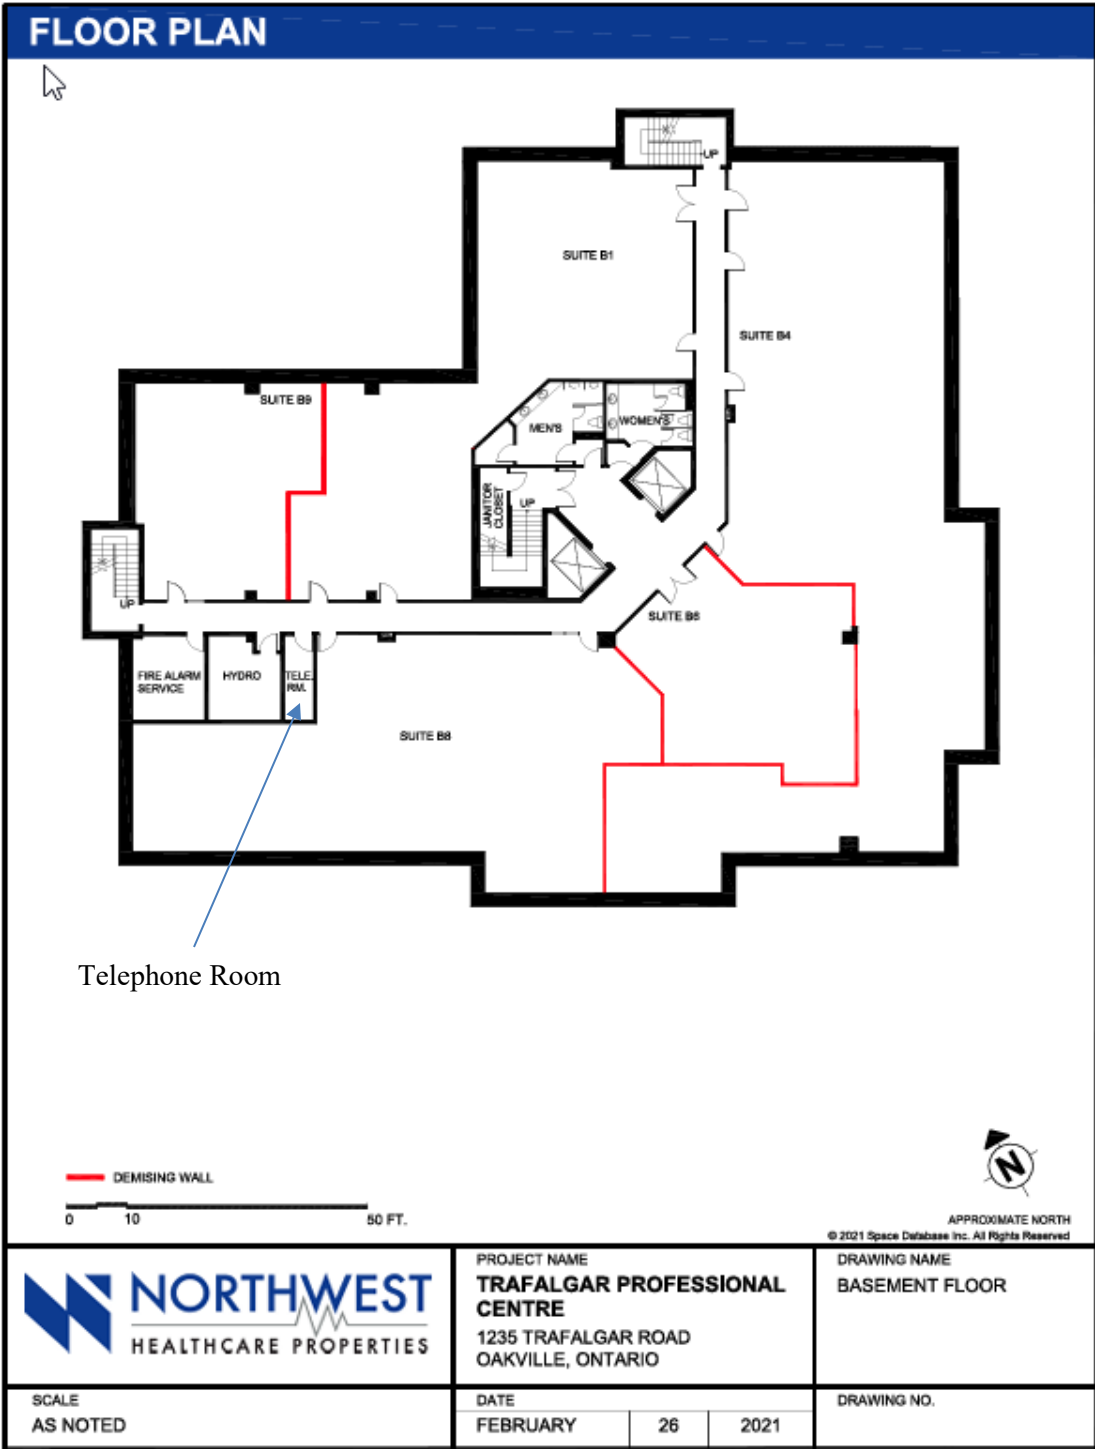 FLOOR PLAN
UP
SUITE B1
SUITE B4
SUITE B9
MEN'S
WOMEN'S
JANITOR
CLOSET
UP
UP
SUITE B6
FIRE ALARM
SERVICE
HYDRO
TELE.
RM.
SUITE B8
Telephone Room
DEMISING WALL
0 10 50 FT.
N
APPROXIMATE NORTH
© 2021 Space Database Inc. All Rights Reserved
NORTHWEST
HEALTHCARE PROPERTIES
PROJECT NAME
TRAFALGAR PROFESSIONAL
CENTRE
1235 TRAFALGAR ROAD
OAKVILLE, ONTARIO
DRAWING NAME
BASEMENT FLOOR
SCALE
AS NOTED
DATE
FEBRUARY 26 2021
DRAWING NO.